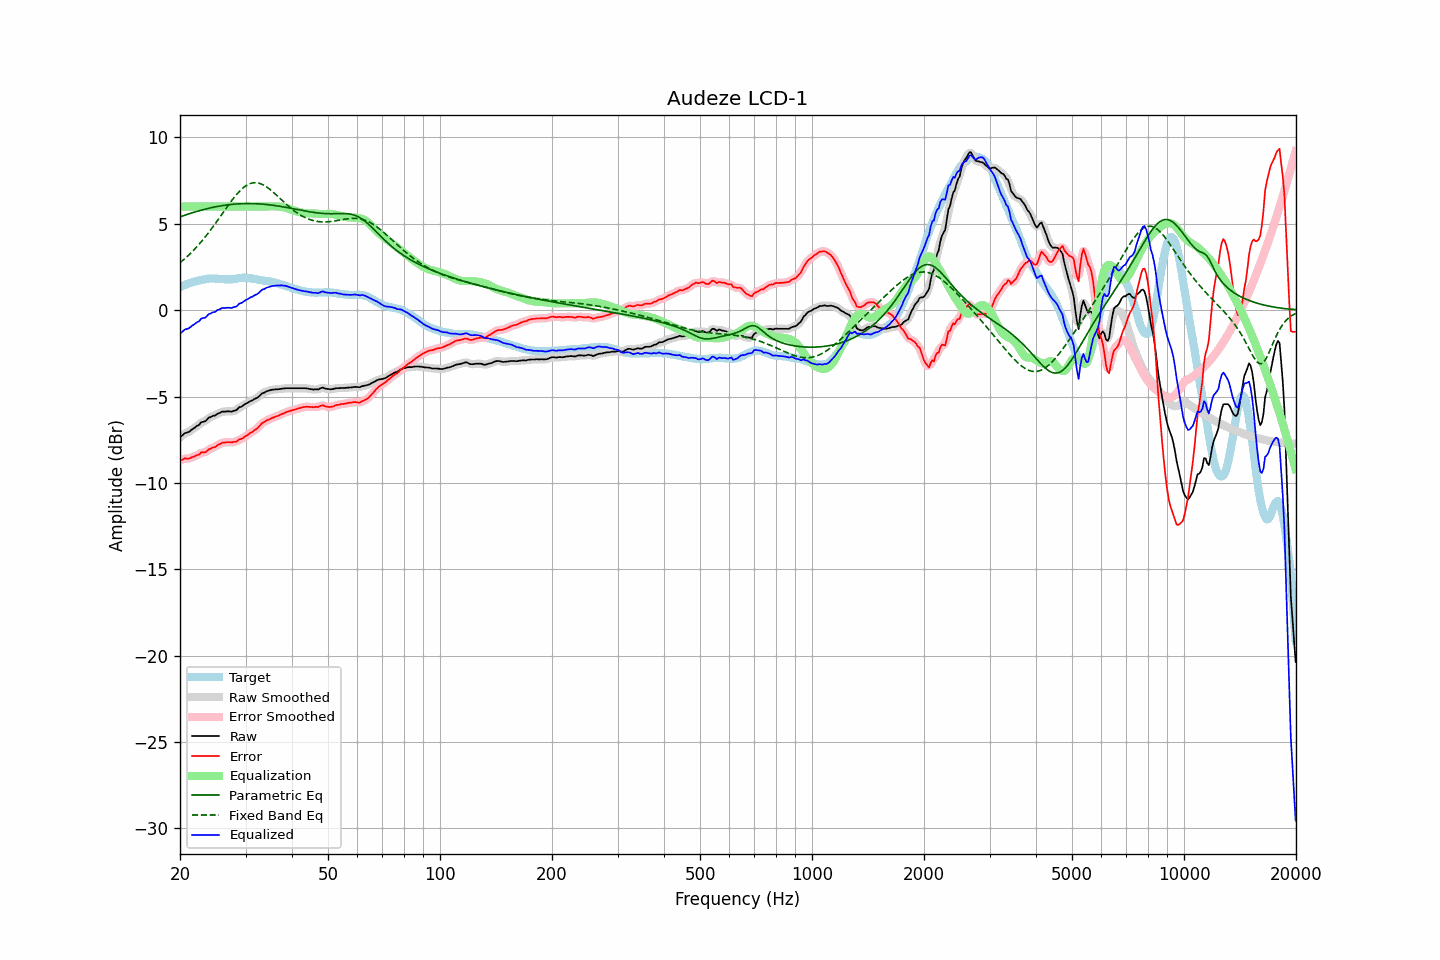 Audeze LCD-1
Amplitude (dBr)
10
5
0
−5
−10
−15
−20
−25
−30
Target
Raw Smoothed
Error Smoothed
Raw
Error
Equalization
Parametric Eq
Fixed Band Eq
Equalized
20 50 100 200 500 1000 2000 5000 10000 20000
Frequency (Hz)